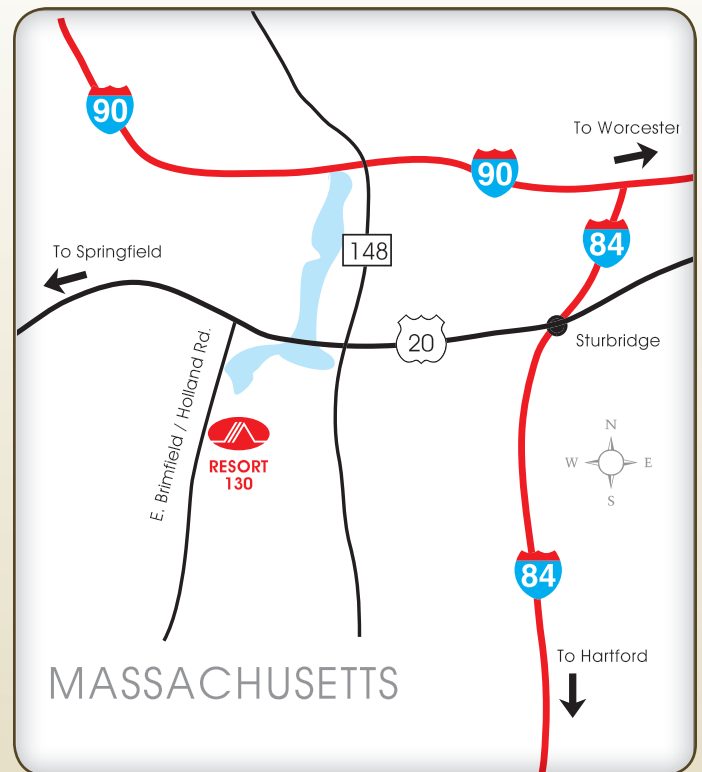 90
To Worcester
90
84
To Springfield
148
20
Sturbridge
E. Brimfield / Holland Rd.
N
W E
S
RESORT
130
84
To Hartford
MASSACHUSETTS